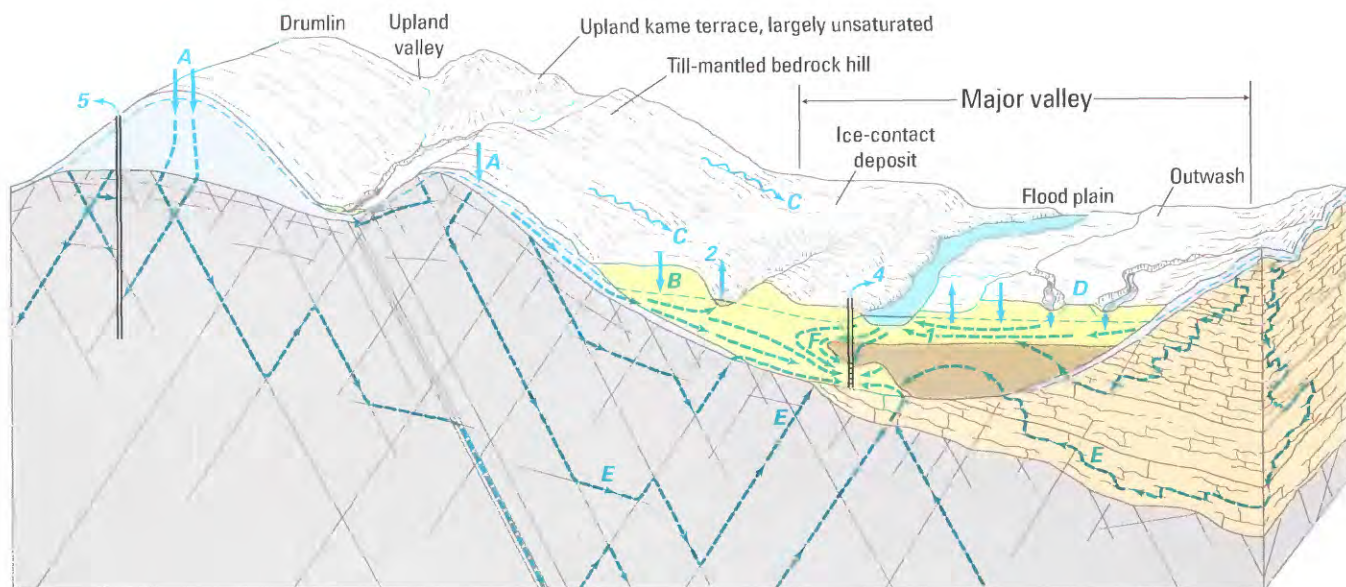 Drumlin
Upland
valley
Upland kame terrace, largely unsaturated
Till-mantled bedrock hill
A
5
Major valley
Ice-contact
deposit
A
Outwash
Flood plain
C
C
2
4
B
D
F
1
E
E
E